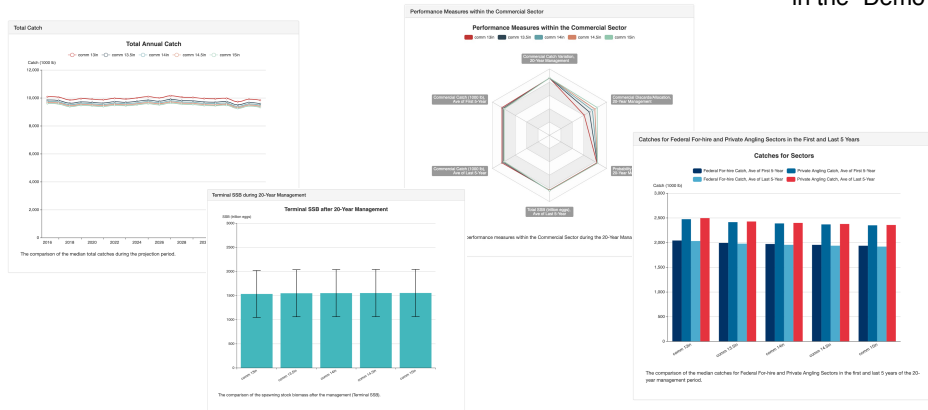 in the "Demo
Total Catch
Total Annual Catch
comm 13in comm 13.5in comm 14in comm 14.5in comm 15in
Catch (1000 lb)
12,000
10,000
8,000
6,000
4,000
2,000
0
2016 2018 2020 2022 2024 2026 2028 2030
The comparison of the median total catches during the projection period.
Performance Measures within the Commercial Sector
Performance Measures within the Commercial Sector
comm 13in comm 13.5in comm 14in comm 14.5in comm 15in
Commercial Catch Variation,
20-Year Management
Commercial Catch (1000 lb),
Ave of First 5-Year
Commercial Discards/Allocation,
20-Year Management
Commercial Catch (1000 lb),
Ave of Last 5-Year
Total SSB (trillion eggs),
Ave of Last 5-Year
performance measures within the Commercial Sector during the 20-Year Mana
Terminal SSB during 20-Year Management
Terminal SSB after 20-Year Management
SSB (trillion eggs)
3000
2500
2000
1500
1000
500
0
comm 13in comm 13.5in comm 14in comm 14.5in comm 15in
The comparison of the spawning stock biomass after the management (Terminal SSB).
Catches for Federal For-hire and Private Angling Sectors in the First and Last 5 Years
Catches for Sectors
Federal For-hire Catch, Ave of First 5-Year Private Angling Catch, Ave of First 5-Year
Federal For-hire Catch, Ave of Last 5-Year Private Angling Catch, Ave of Last 5-Year
Catch (1000 lb)
3,000
2,500
2,000
1,500
1,000
500
0
comm 13in comm 13.5in comm 14in comm 14.5in comm 15in
The comparison of the median catches for Federal For-hire and Private Angling Sectors in the first and last 5 years of the 20-
year management period.